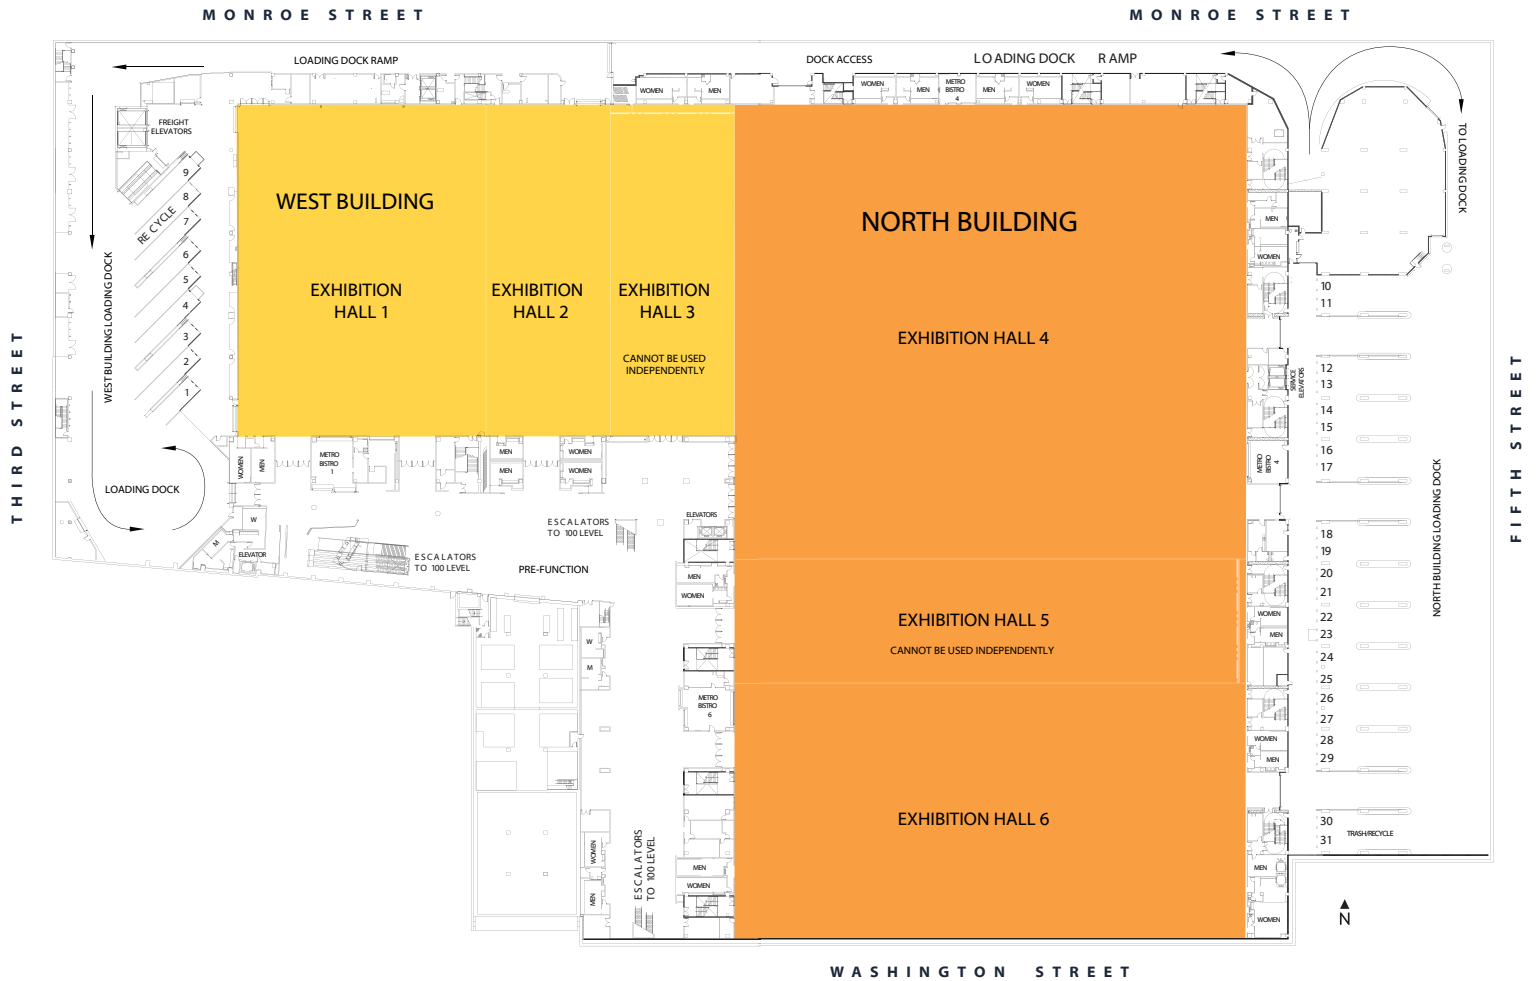 MONROE STREET
MONROE STREET
LOADING DOCK RAMP
DOCK ACCESS
LOADING DOCK RAMP
WOMEN
MEN
WOMEN
MEN
METRO
BISTRO
4
MEN
WOMEN
FREIGHT
ELEVATORS
TO LOADING DOCK
9
8
7
6
5
4
3
2
1
RECYCLE
WEST BUILDING LOADING DOCK
THIRD STREET
WEST BUILDING
EXHIBITION
HALL 1
EXHIBITION
HALL 2
EXHIBITION
HALL 3
CANNOT BE USED
INDEPENDENTLY
NORTH BUILDING
EXHIBITION HALL 4
EXHIBITION HALL 5
CANNOT BE USED INDEPENDENTLY
EXHIBITION HALL 6
MEN
WOMEN
SERVICE
ELEVATORS
METRO
BISTRO
4
10
11
12
13
14
15
16
17
18
19
20
21
22
23
24
25
26
27
28
29
30
31
TRASH/RECYCLE
NORTH BUILDING LOADING DOCK
FIFTH STREET
WOMEN
MEN
WOMEN
MEN
MEN
WOMEN
LOADING DOCK
WOMEN
MEN
METRO
BISTRO
1
MEN
MEN
WOMEN
WOMEN
W
M
ELEVATOR
ESCALATORS
TO 100 LEVEL
ESCALATORS
TO 100 LEVEL
PRE-FUNCTION
ELEVATORS
MEN
WOMEN
W
M
METRO
BISTRO
6
WOMEN
MEN
ESCALATORS
TO 100 LEVEL
MEN
WOMEN
N
WASHINGTON STREET